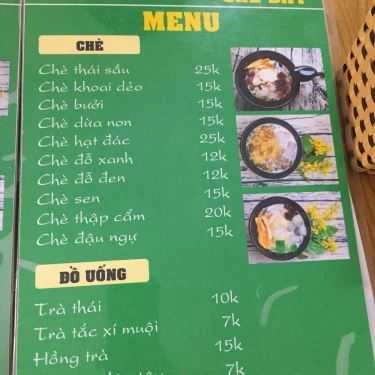 MENU
CHÈ
Chè thái sầu 25k
Chè khoai dẻo 15k
Chè bưởi 15k
Chè dừa non 15k
Chè hạt đác 25k
Chè đỗ xanh 12k
Chè đỗ đen 12k
Chè sen 15k
Chè thập cẩm 20k
Chè đậu ngự 15k
ĐỒ UỐNG
Trà thái 10k
Trà tắc xí muội 7k
Hồng trà 15k
7k